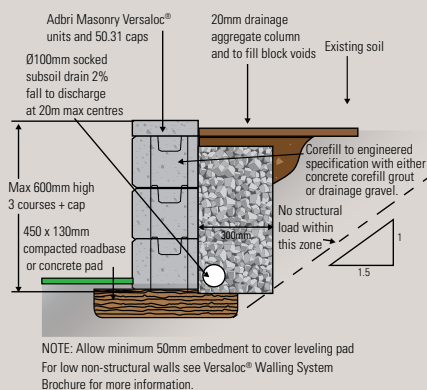 Adbri Masonry Versaloc®
units and 50.31 caps
20mm drainage
aggregate column
and to fill block voids
Existing soil
Ø100mm socked
subsoil drain 2%
fall to discharge
at 20m max centres
Corefill to engineered
specification with either
concrete corefill grout
or drainage gravel.
Max 600mm high
3 courses + cap
No structural
load within
this zone
300mm
1
1.5
450 x 130mm
compacted roadbase
or concrete pad
NOTE: Allow minimum 50mm embedment to cover leveling pad
For low non-structural walls see Versaloc® Walling System
Brochure for more information.